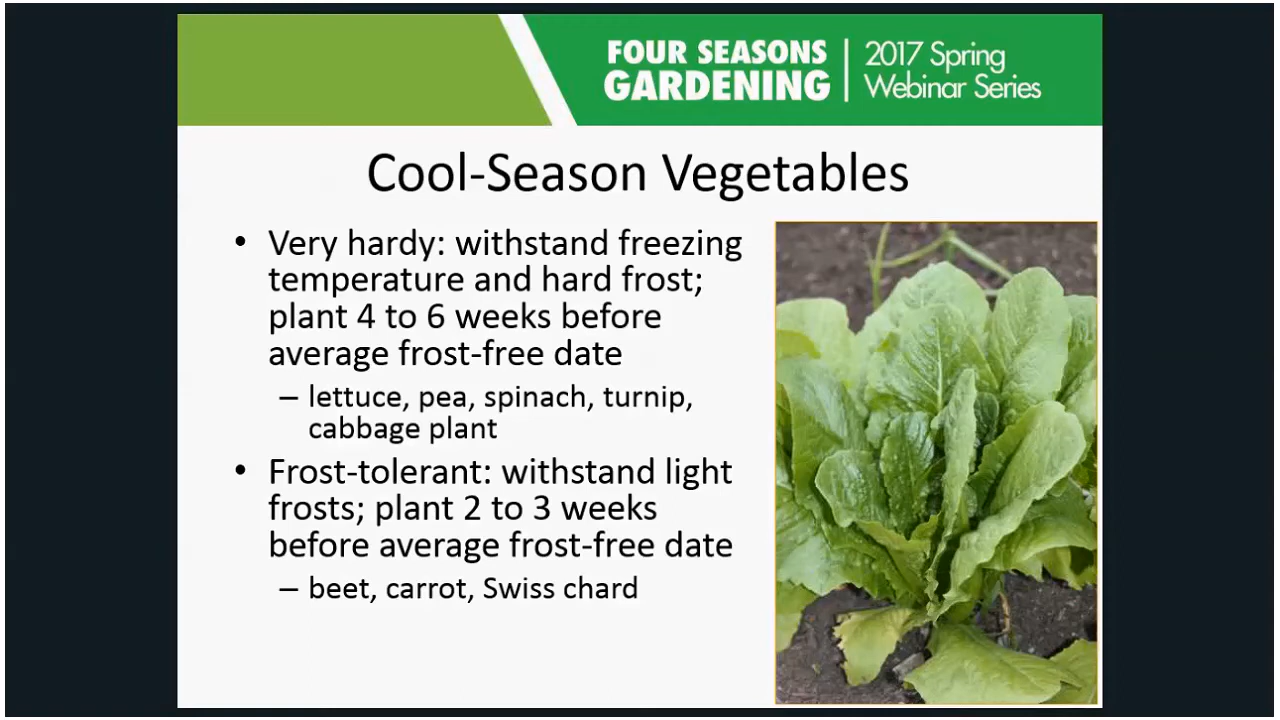 FOUR SEASONS
GARDENING
2017 Spring
Webinar Series
Cool-Season Vegetables
• Very hardy: withstand freezing
temperature and hard frost;
plant 4 to 6 weeks before
average frost-free date
– lettuce, pea, spinach, turnip,
cabbage plant
• Frost-tolerant: withstand light
frosts; plant 2 to 3 weeks
before average frost-free date
– beet, carrot, Swiss chard